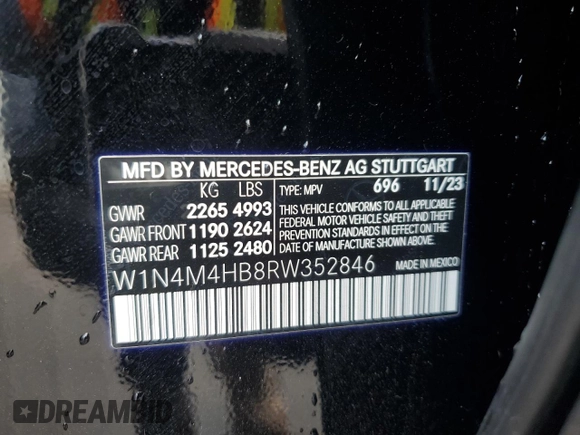 MFD BY MERCEDES-BENZ AG STUTTGART
KG LBS TYPE: MPV 696 11/23
GVWR 2265 4993
GAWR FRONT 1190 2624
GAWR REAR 1125 2480
THIS VEHICLE CONFORMS TO ALL APPLICABLE
FEDERAL MOTOR VEHICLE SAFETY AND THEFT
PREVENTION STANDARDS IN EFFECT ON THE
DATE OF MANUFACTURE SHOWN ABOVE.
W1N4M4HB8RW352846 MADE IN MEXICO
DREAMBID